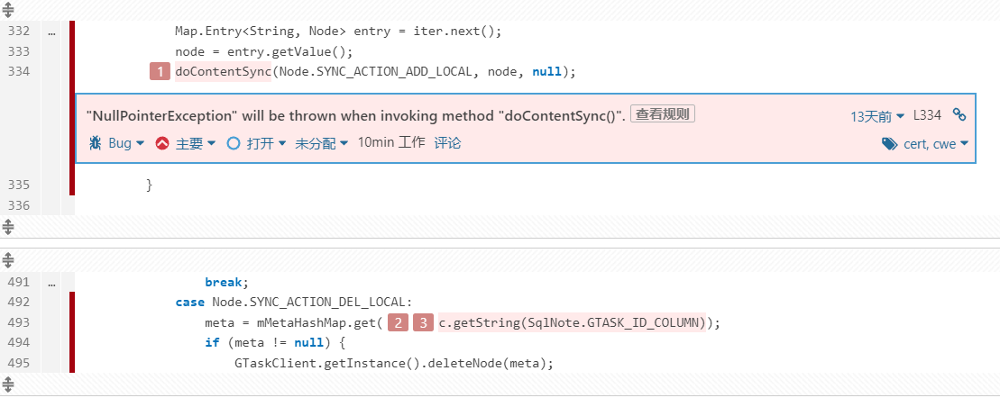 332 … Map.Entry<String, Node> entry = iter.next();
333 node = entry.getValue();
334 1 doContentSync(Node.SYNC_ACTION_ADD_LOCAL, node, null);
"NullPointerException" will be thrown when invoking method "doContentSync()". 查看规则 13天前 L334
Bug 主要 打开 未分配 10min 工作 评论 cert, cwe
335 }
336
491 … break;
492 case Node.SYNC_ACTION_DEL_LOCAL:
493 meta = mMetaHashMap.get( 2 3 c.getString(SqlNote.GTASK_ID_COLUMN));
494 if (meta != null) {
495 GTaskClient.getInstance().deleteNode(meta);